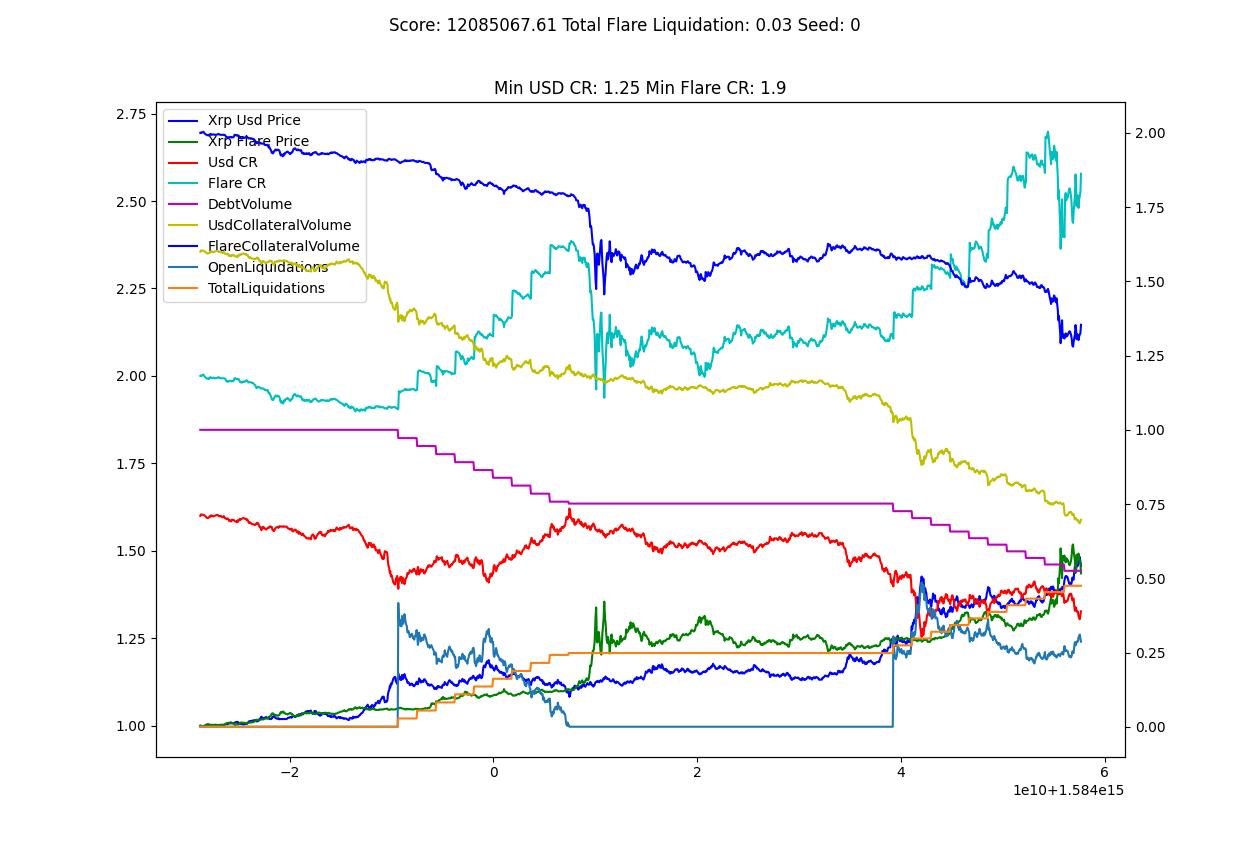 Score: 12085067.61 Total Flare Liquidation: 0.03 Seed: 0
Min USD CR: 1.25 Min Flare CR: 1.9
Xrp Usd Price
Xrp Flare Price
Usd CR
Flare CR
DebtVolume
UsdCollateralVolume
FlareCollateralVolume
OpenLiquidations
TotalLiquidations
2.75
2.50
2.25
2.00
1.75
1.50
1.25
1.00
2.00
1.75
1.50
1.25
1.00
0.75
0.50
0.25
0.00
−2
0
2
4
6
1e10+1.584e15